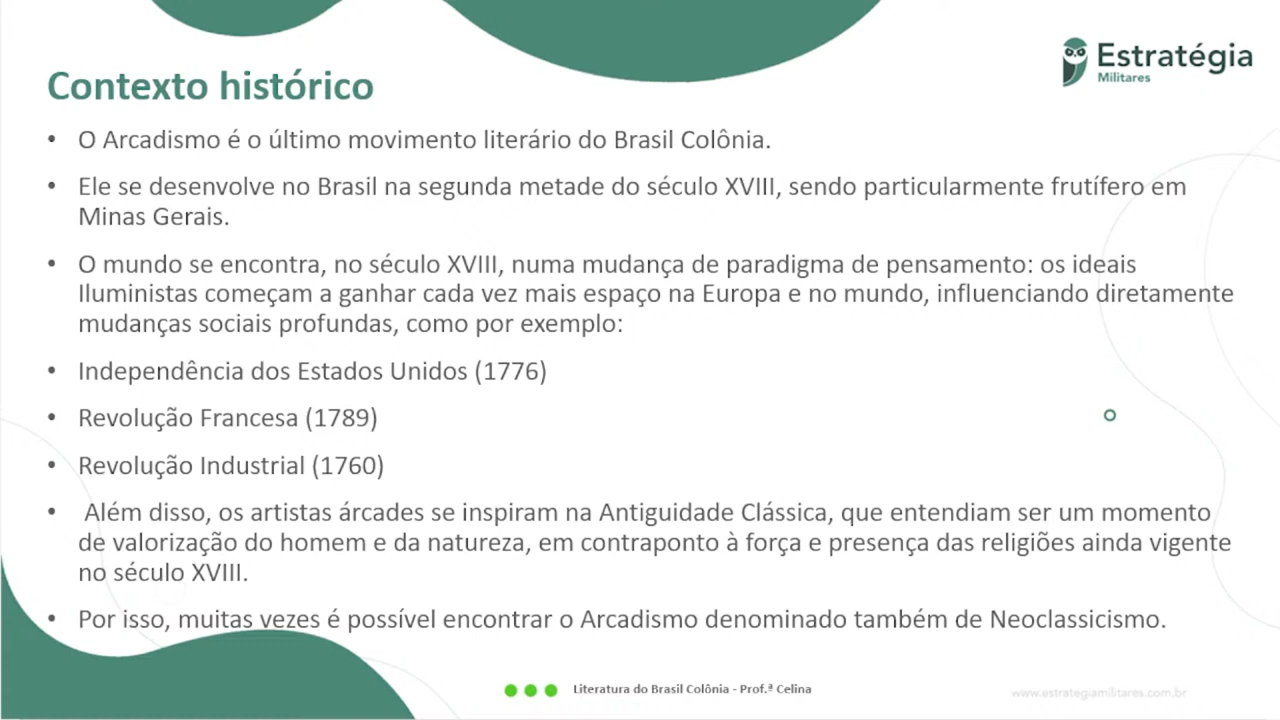 Estratégia
Militares
Contexto histórico
• O Arcadismo é o último movimento literário do Brasil Colônia.
• Ele se desenvolve no Brasil na segunda metade do século XVIII, sendo particularmente frutífero em
Minas Gerais.
• O mundo se encontra, no século XVIII, numa mudança de paradigma de pensamento: os ideais
Iluministas começam a ganhar cada vez mais espaço na Europa e no mundo, influenciando diretamente
mudanças sociais profundas, como por exemplo:
• Independência dos Estados Unidos (1776)
• Revolução Francesa (1789)
• Revolução Industrial (1760)
• Além disso, os artistas árcades se inspiram na Antiguidade Clássica, que entendiam ser um momento
de valorização do homem e da natureza, em contraponto à força e presença das religiões ainda vigente
no século XVIII.
• Por isso, muitas vezes é possível encontrar o Arcadismo denominado também de Neoclassicismo.
Literatura do Brasil Colônia - Prof.ª Celina
www.estrategiamilitares.com.br